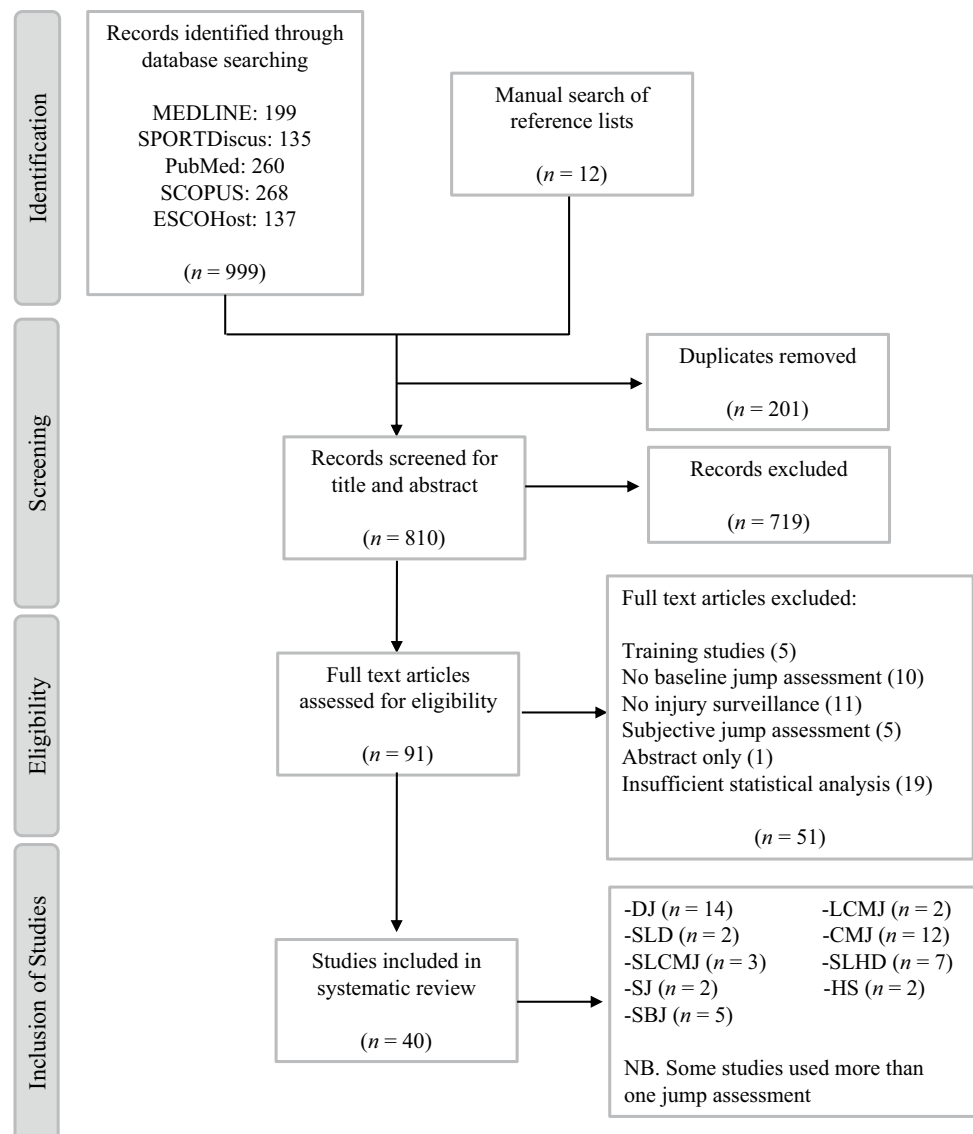 Identification
Records identified through
database searching
MEDLINE: 199
SPORTDiscus: 135
PubMed: 260
SCOPUS: 268
ESCOHost: 137
(n = 999)
Manual search of
reference lists
(n = 12)
Screening
Duplicates removed
(n = 201)
Records screened for
title and abstract
(n = 810)
Records excluded
(n = 719)
Eligibility
Full text articles
assessed for eligibility
(n = 91)
Full text articles excluded:
Training studies (5)
No baseline jump assessment (10)
No injury surveillance (11)
Subjective jump assessment (5)
Abstract only (1)
Insufficient statistical analysis (19)
(n = 51)
Inclusion of Studies
Studies included in
systematic review
(n = 40)
-DJ (n = 14)
-SLD (n = 2)
-SLCMJ (n = 3)
-SJ (n = 2)
-SBJ (n = 5)
-LCMJ (n = 2)
-CMJ (n = 12)
-SLHD (n = 7)
-HS (n = 2)
NB. Some studies used more than
one jump assessment